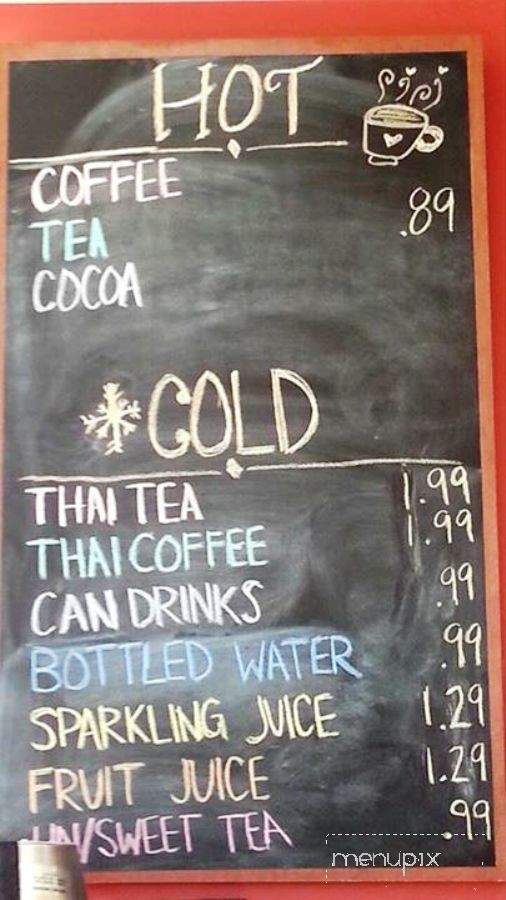 HOT
COFFEE
TEA .89
COCOA
COLD
THAI TEA 1.99
THAI COFFEE 1.99
CAN DRINKS .99
BOTTLED WATER .99
SPARKLING JUICE 1.29
FRUIT JUICE 1.29
UN/SWEET TEA .99
menupix